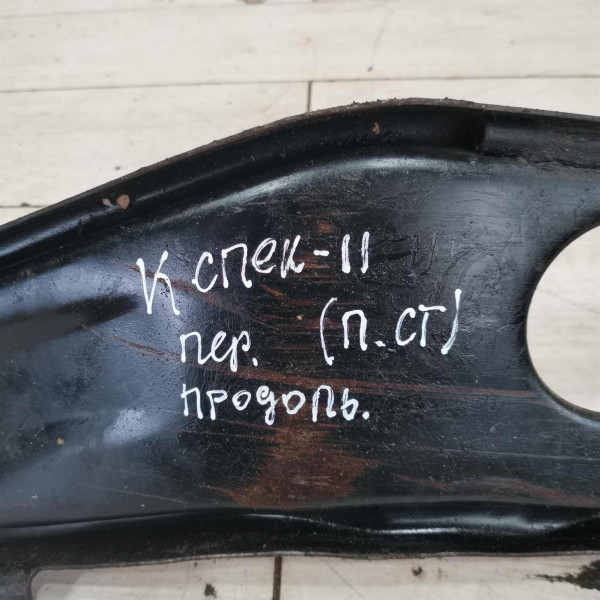 К спек-11
пер. (п.ст)
продоль.